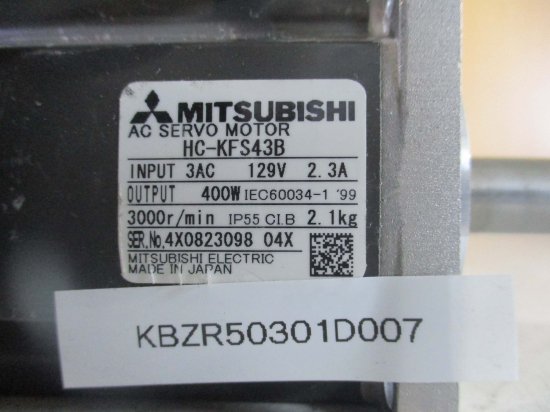 MITSUBISHI
AC SERVO MOTOR
HC-KFS43B
INPUT 3AC 129V 2.3A
OUTPUT 400W IEC60034-1 '99
3000r/min IP55 CI.B 2.1kg
SER.No.4X0823098 04X
MITSUBISHI ELECTRIC
MADE IN JAPAN
KBZR50301D007